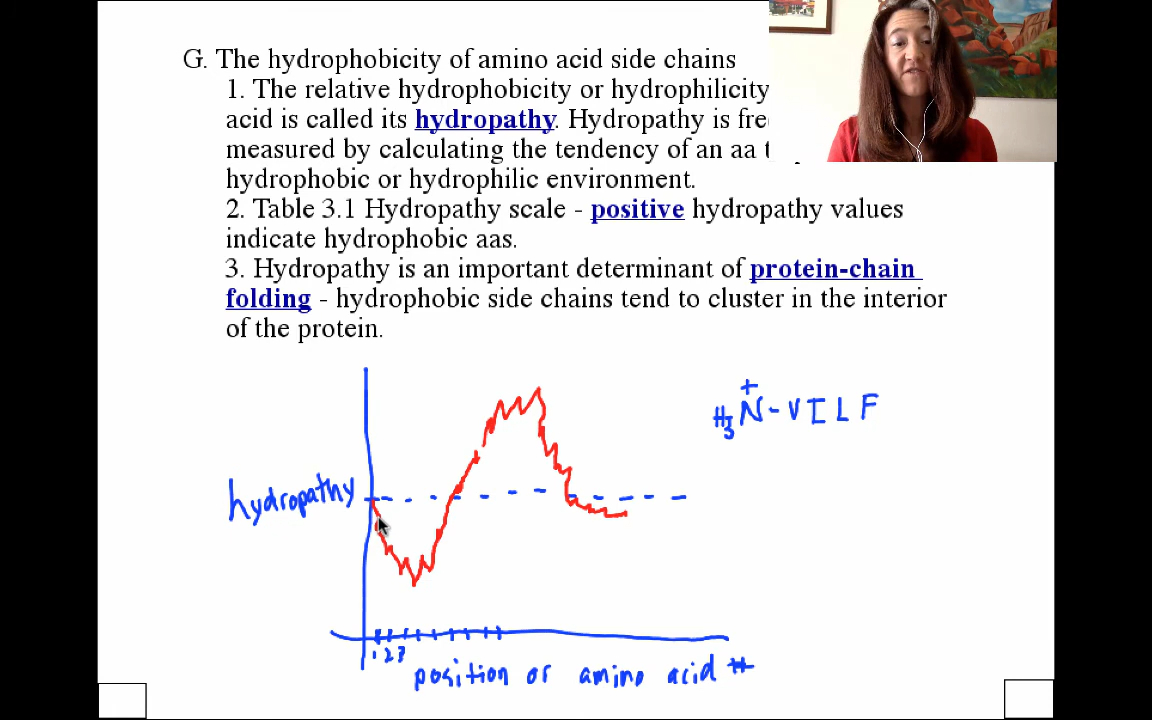 G. The hydrophobicity of amino acid side chains
1. The relative hydrophobicity or hydrophilicity
acid is called its hydropathy. Hydropathy is fre
measured by calculating the tendency of an aa t
hydrophobic or hydrophilic environment.
2. Table 3.1 Hydropathy scale - positive hydropathy values
indicate hydrophobic aas.
3. Hydropathy is an important determinant of protein-chain
folding - hydrophobic side chains tend to cluster in the interior
of the protein.
+
H3N-VILF
hydropathy
1 2 3
position or amino acid #